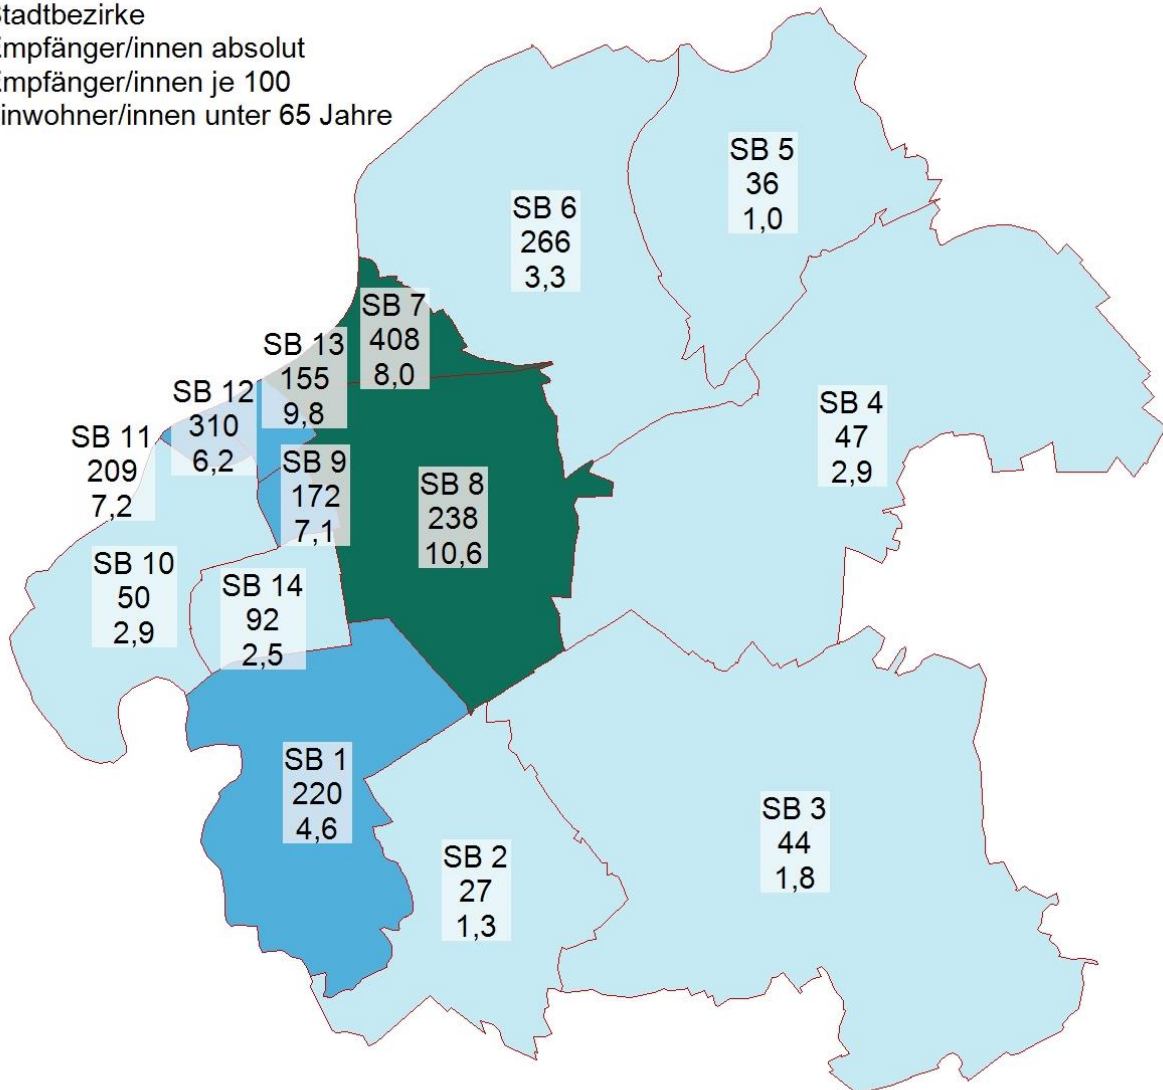 Stadtbezirke
Empfänger/innen absolut
Empfänger/innen je 100
inwohner/innen unter 65 Jahre
SB 5
36
1,0
SB 6
266
3,3
SB 7
408
8,0
SB 13
155
9,8
SB 12
310
6,2
SB 11
209
7,2
SB 4
47
2,9
SB 9
172
7,1
SB 8
238
10,6
SB 10
50
2,9
SB 14
92
2,5
SB 1
220
4,6
SB 3
44
1,8
SB 2
27
1,3